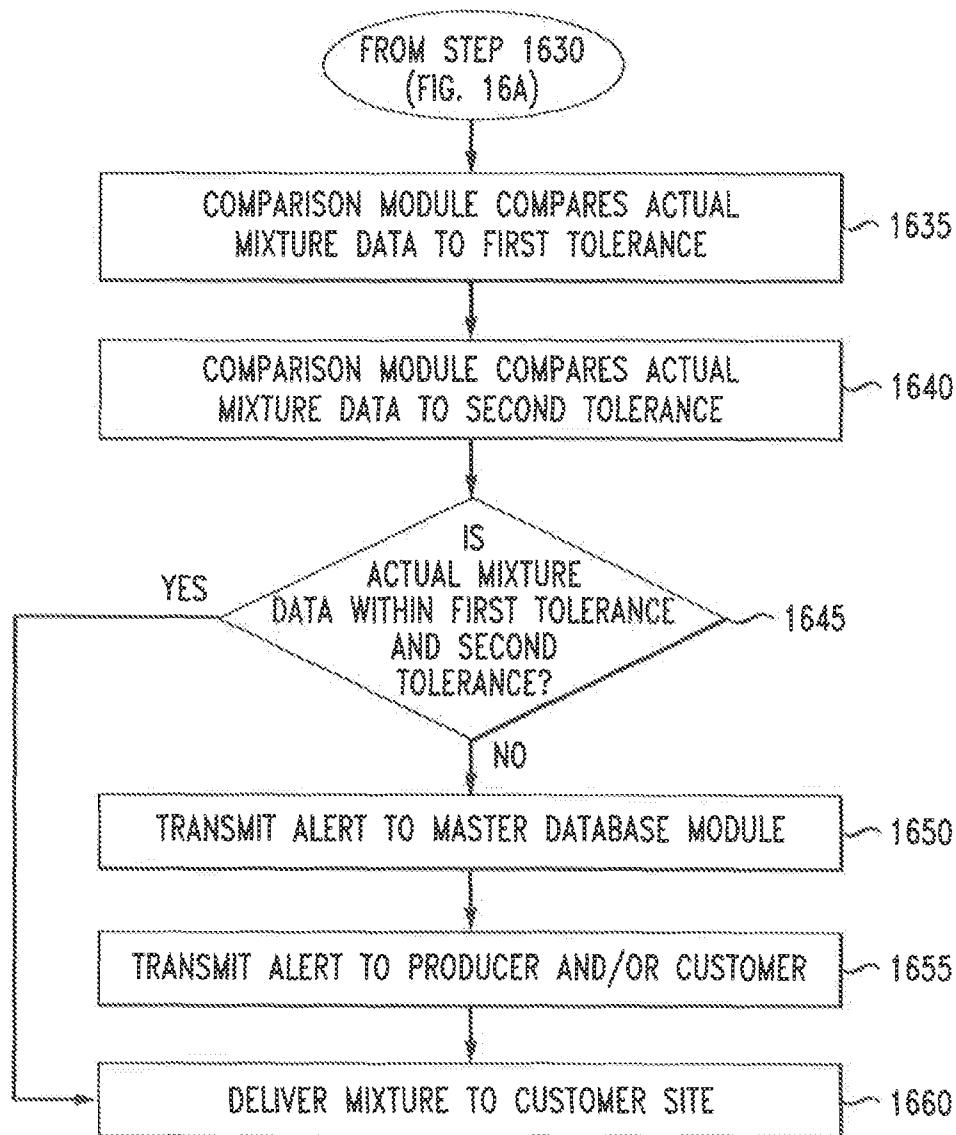 FROM STEP 1630
(FIG. 16A)
COMPARISON MODULE COMPARES ACTUAL
MIXTURE DATA TO FIRST TOLERANCE
1635
COMPARISON MODULE COMPARES ACTUAL
MIXTURE DATA TO SECOND TOLERANCE
1640
IS
ACTUAL MIXTURE
DATA WITHIN FIRST TOLERANCE
AND SECOND
TOLERANCE?
YES
1645
NO
TRANSMIT ALERT TO MASTER DATABASE MODULE
1650
TRANSMIT ALERT TO PRODUCER AND/OR CUSTOMER
1655
DELIVER MIXTURE TO CUSTOMER SITE
1660